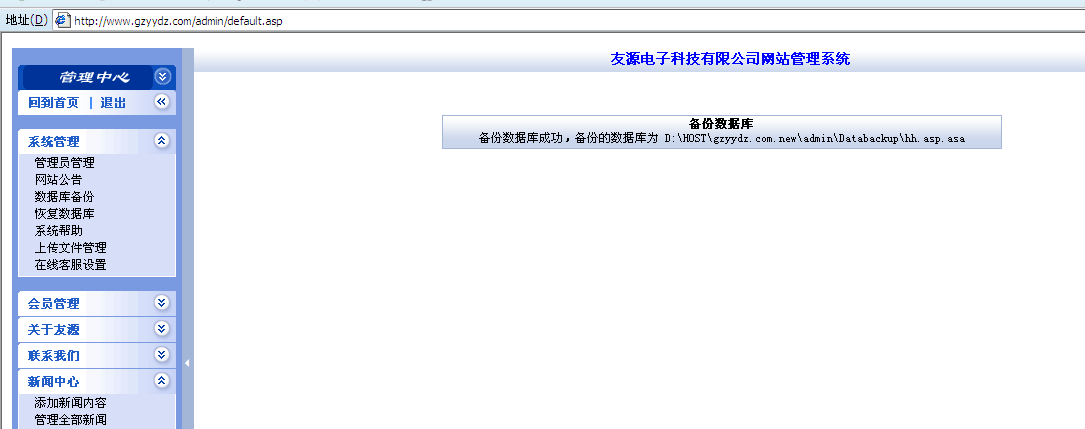 地址(D) http://www.gzyydz.com/admin/default.asp
友源电子科技有限公司网站管理系统
管理中心
回到首页 | 退出
系统管理
管理员管理
网站公告
数据库备份
恢复数据库
系统帮助
上传文件管理
在线客服设置
会员管理
关于友源
联系我们
新闻中心
添加新闻内容
管理全部新闻
备份数据库
备份数据库成功，备份的数据库为 D:\HOST\gzyydz.com.new\admin\Databackup\hh.asp.asa